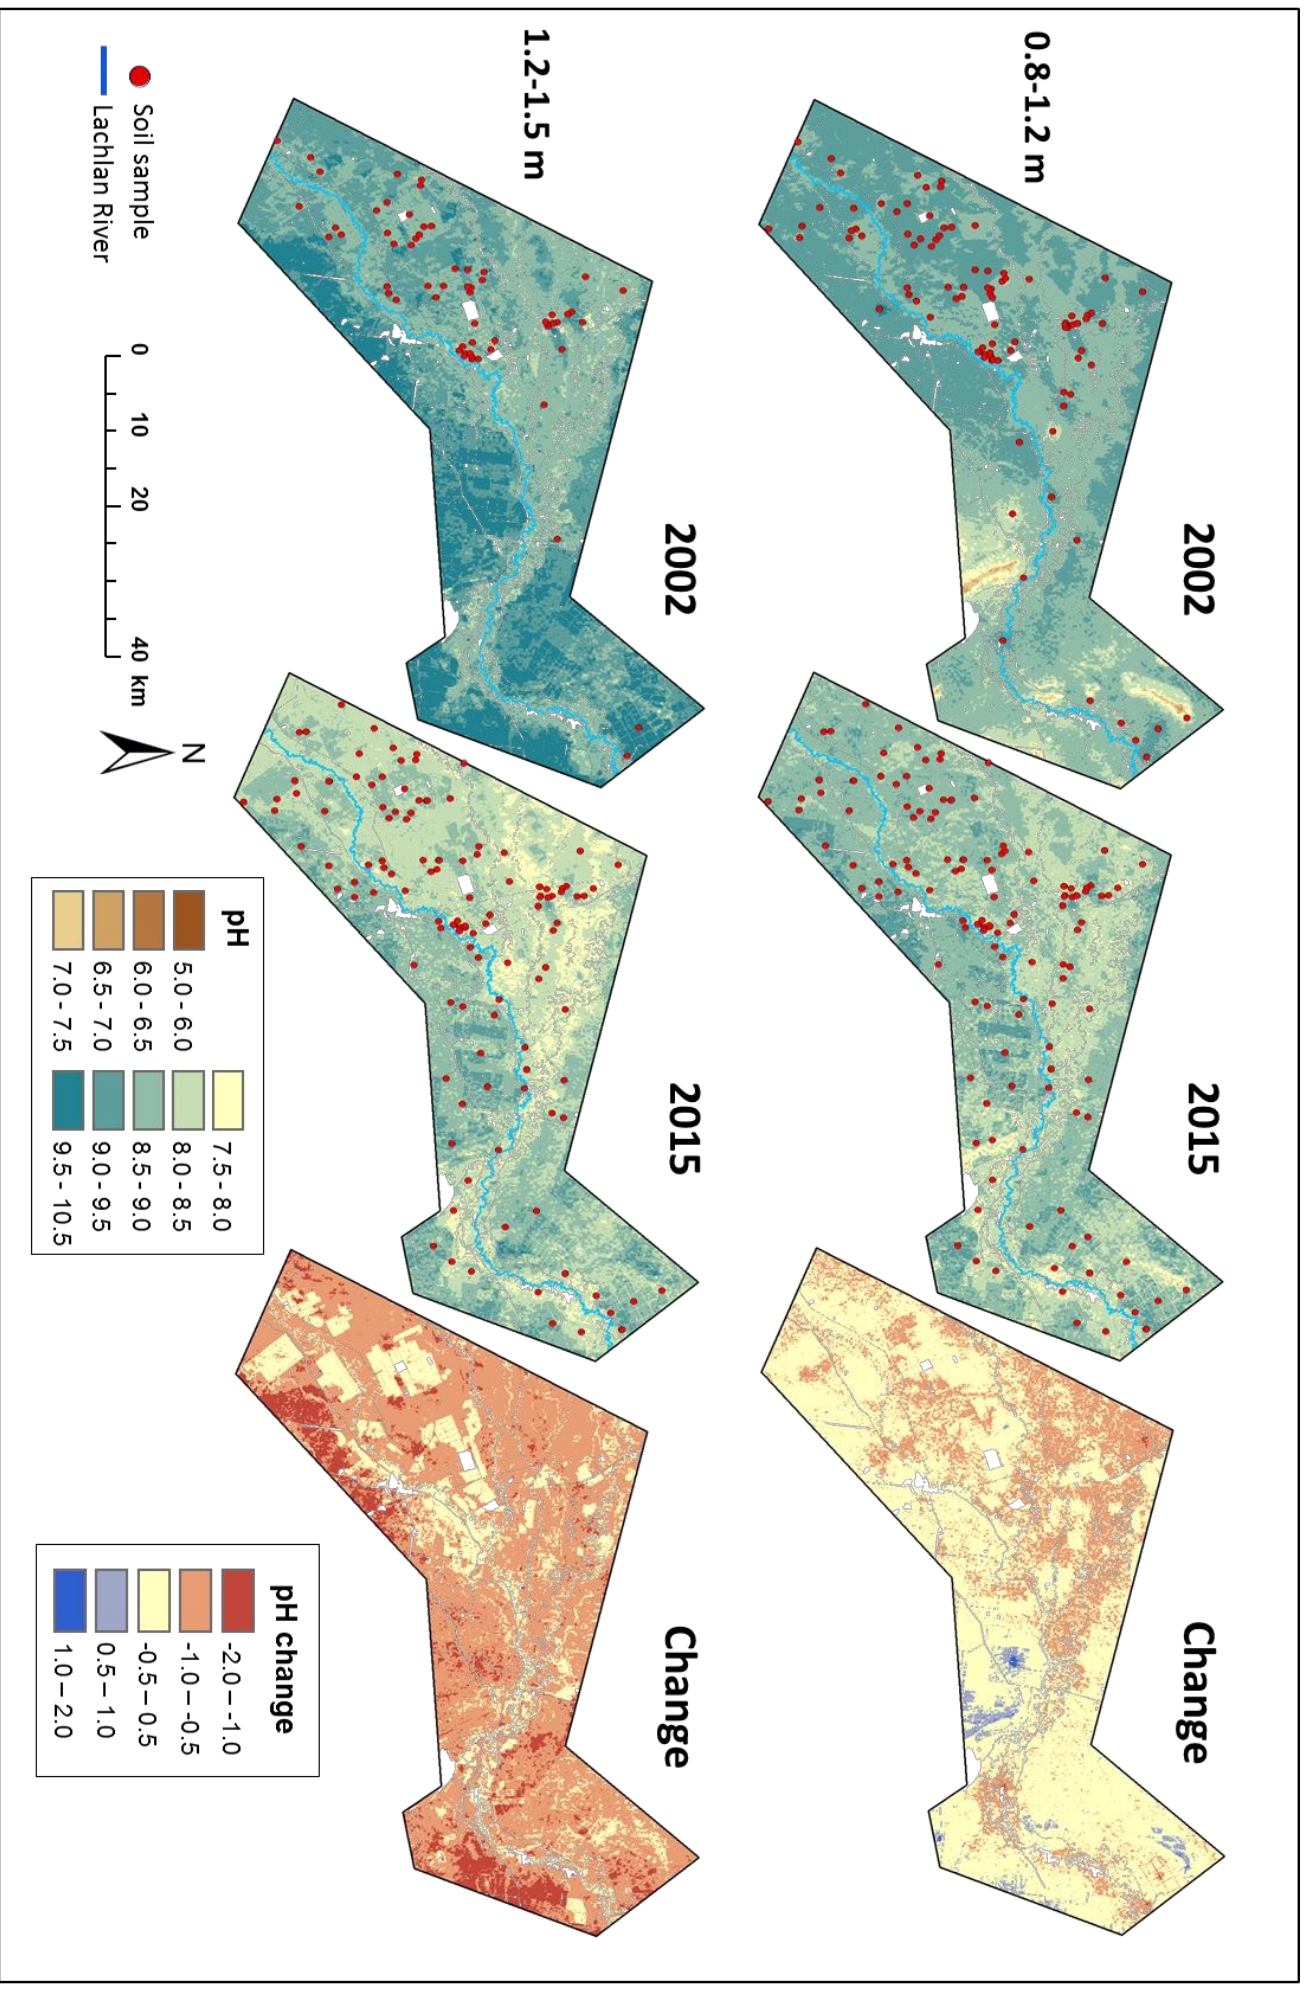 2002
2015
Change
0.8-1.2 m
2002
2015
Change
1.2-1.5 m
Soil sample
Lachlan River
0 10 20 40 km
N
pH
5.0 - 6.0
6.0 - 6.5
6.5 - 7.0
7.0 - 7.5
7.5 - 8.0
8.0 - 8.5
8.5 - 9.0
9.0 - 9.5
9.5 - 10.5
pH change
-2.0 – -1.0
-1.0 – -0.5
-0.5 – 0.5
0.5 – 1.0
1.0 – 2.0